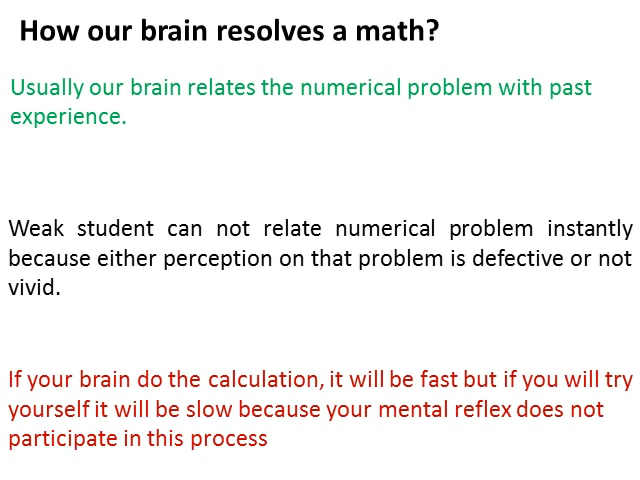 How our brain resolves a math?
Usually our brain relates the numerical problem with past
experience.
Weak student can not relate numerical problem instantly
because either perception on that problem is defective or not
vivid.
If your brain do the calculation, it will be fast but if you will try
yourself it will be slow because your mental reflex does not
participate in this process